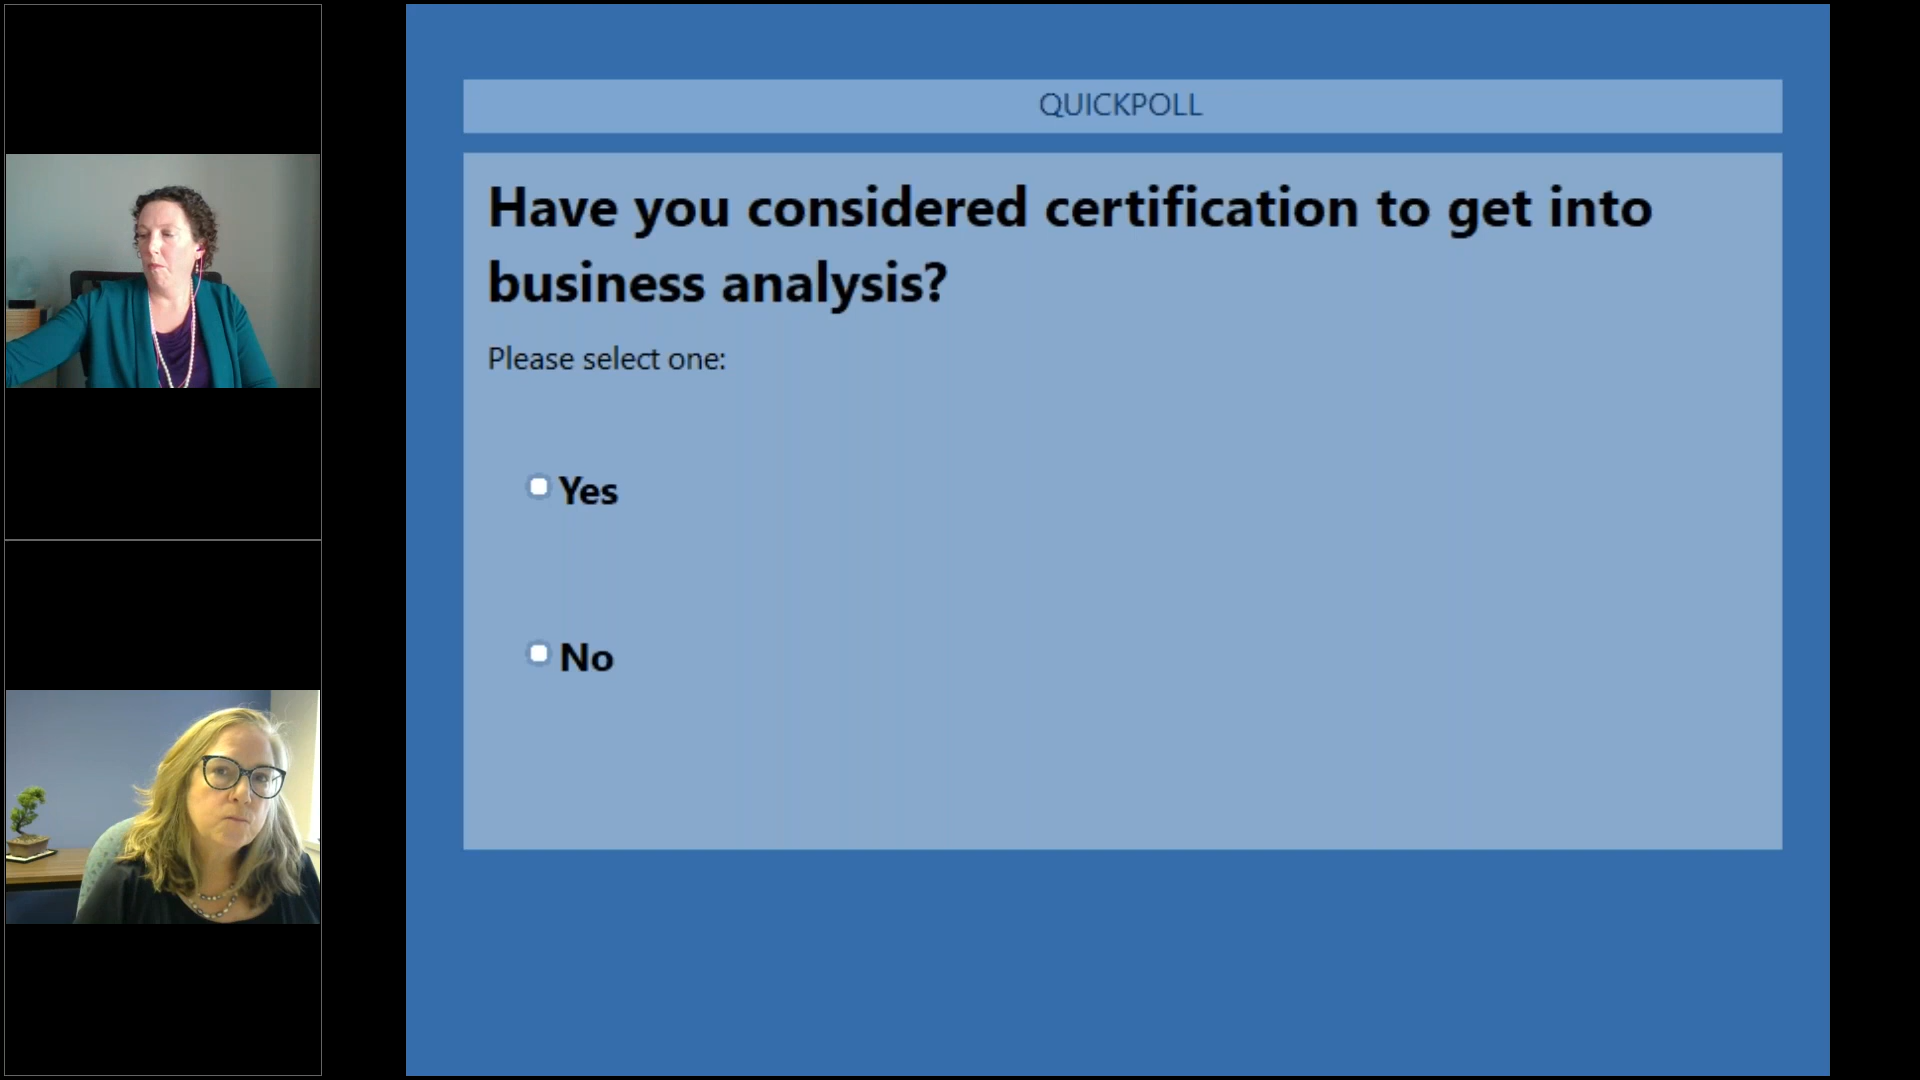 QUICKPOLL
Have you considered certification to get into
business analysis?
Please select one:
Yes
No